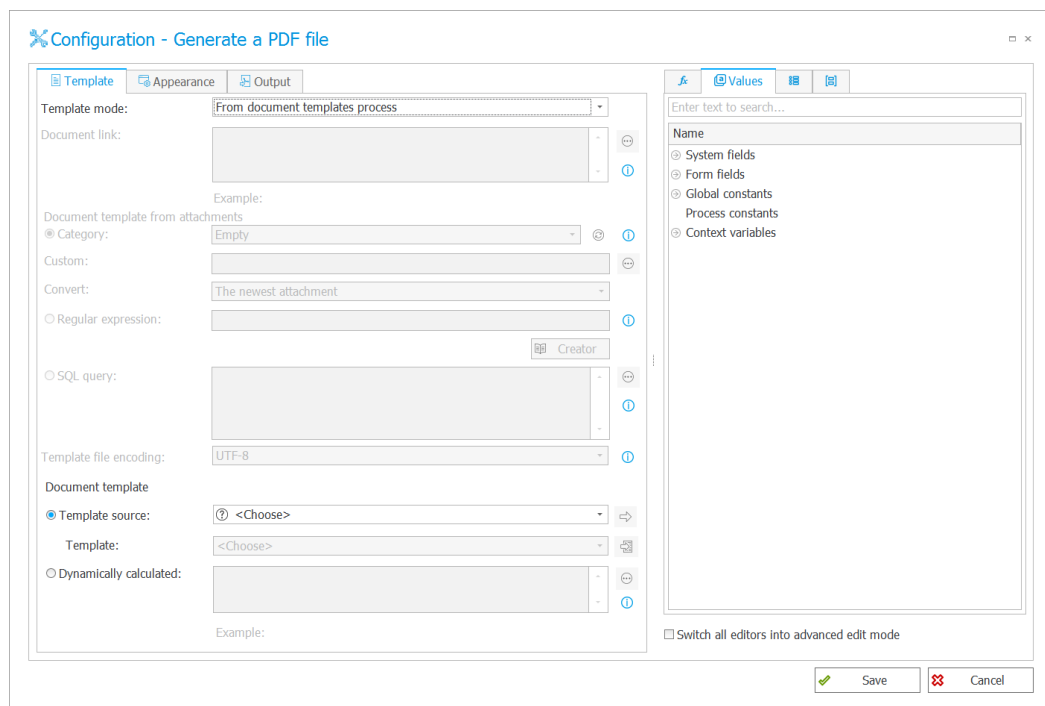 Configuration - Generate a PDF file
Template
Appearance
Output
Template mode:
From document templates process
Document link:
Example:
Document template from attachments
Category:
Empty
Custom:
Convert:
The newest attachment
Regular expression:
Creator
SQL query:
Template file encoding:
UTF-8
Document template
Template source:
<Choose>
Template:
<Choose>
Dynamically calculated:
Example:
fx
Values
Enter text to search...
Name
System fields
Form fields
Global constants
Process constants
Context variables
Switch all editors into advanced edit mode
Save
Cancel